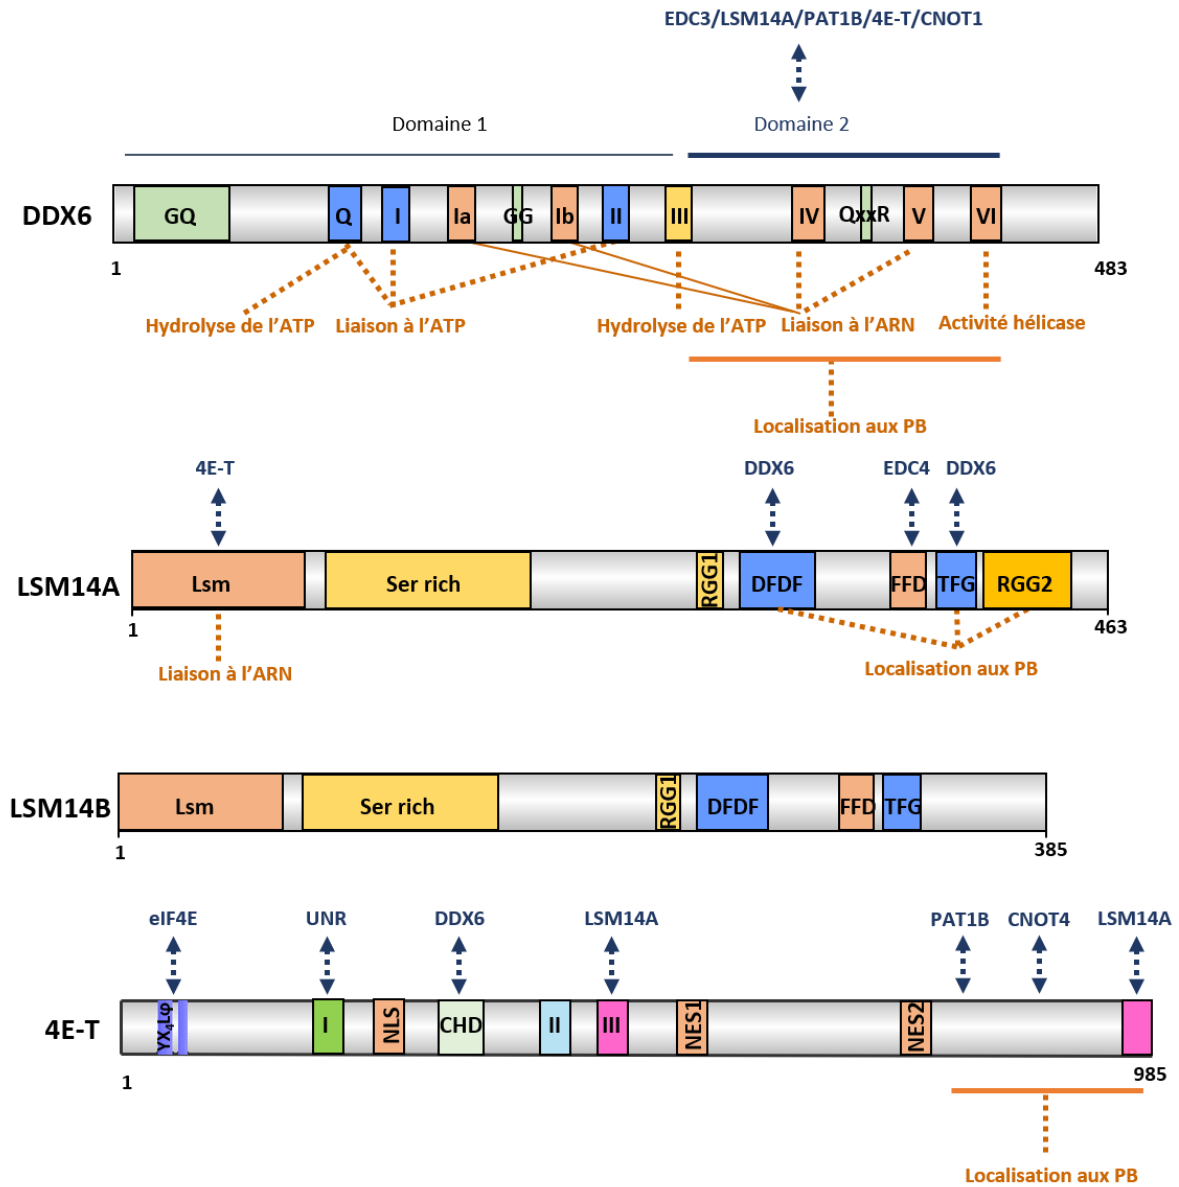 EDC3/LSM14A/PAT1B/4E-T/CNOT1
Domaine 1
Domaine 2
DDX6
GQ
Q
I
Ia
GG
Ib
II
III
IV
QxxR
V
VI
1
483
Hydrolyse de l’ATP
Liaison à l’ATP
Hydrolyse de l’ATP
Liaison à l’ARN
Activité hélicase
Localisation aux PB
4E-T
DDX6
EDC4
DDX6
LSM14A
Lsm
Ser rich
RGG1
DFDF
FFD
TFG
RGG2
1
463
Liaison à l’ARN
Localisation aux PB
LSM14B
Lsm
Ser rich
RGG1
DFDF
FFD
TFG
1
385
eIF4E
UNR
DDX6
LSM14A
PAT1B
CNOT4
LSM14A
4E-T
YX₄Lφ
I
NLS
CHD
II
III
NES1
NES2
1
985
Localisation aux PB